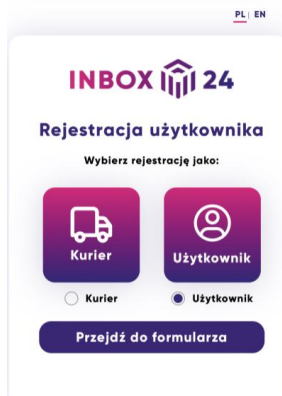 PL | EN
INBOX 24
Rejestracja użytkownika
Wybierz rejestrację jako:
Kurier
Użytkownik
Kurier
Użytkownik
Przejdź do formularza